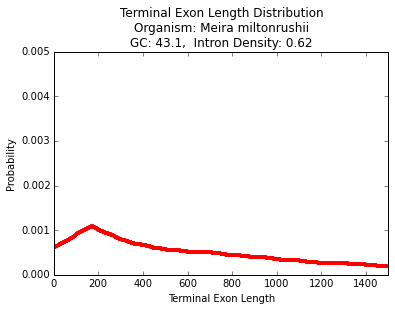 Terminal Exon Length Distribution
Organism: Meira miltonrushii
GC: 43.1,  Intron Density: 0.62
0.005
0.004
0.003
0.002
0.001
0.000
Probability
0 200 400 600 800 1000 1200 1400
Terminal Exon Length